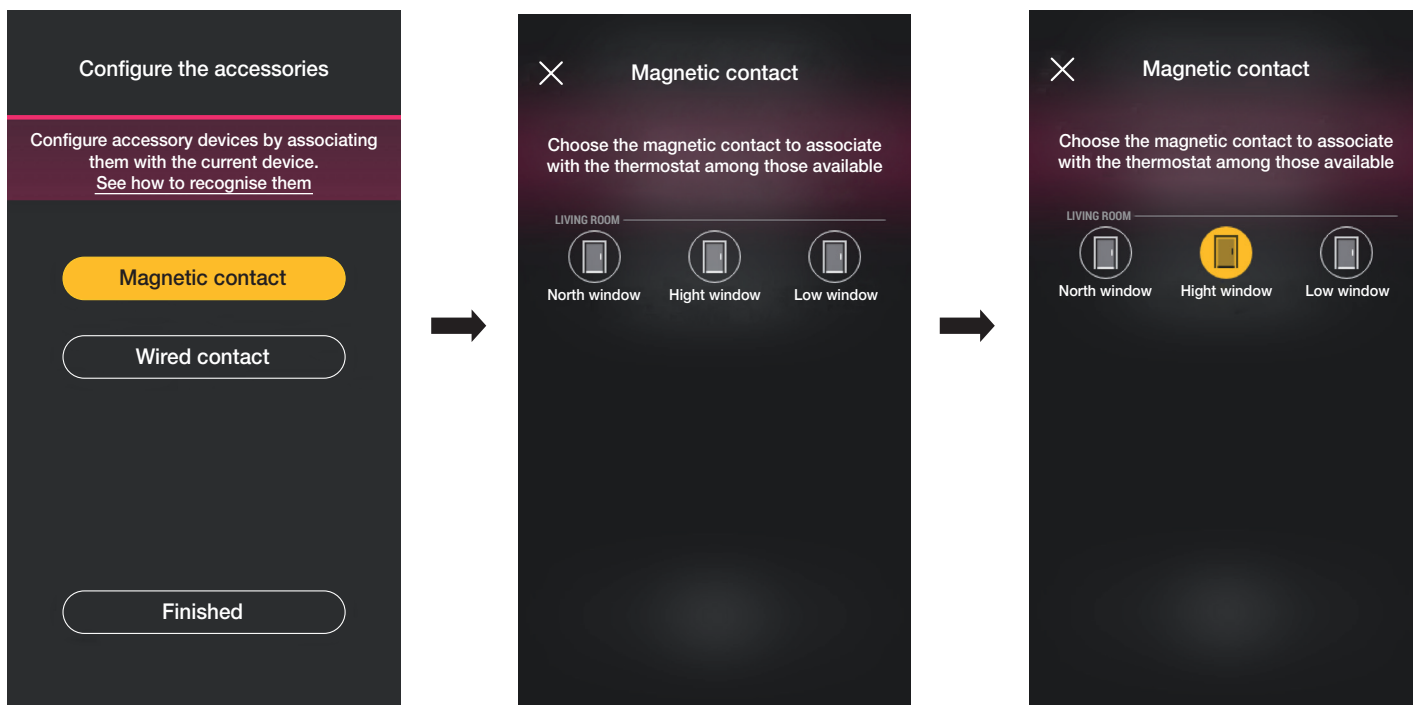 Configure the accessories
Configure accessory devices by associating
them with the current device.
See how to recognise them
Magnetic contact
Wired contact
Finished
Magnetic contact
Choose the magnetic contact to associate
with the thermostat among those available
LIVING ROOM
North window Hight window Low window
Magnetic contact
Choose the magnetic contact to associate
with the thermostat among those available
LIVING ROOM
North window Hight window Low window